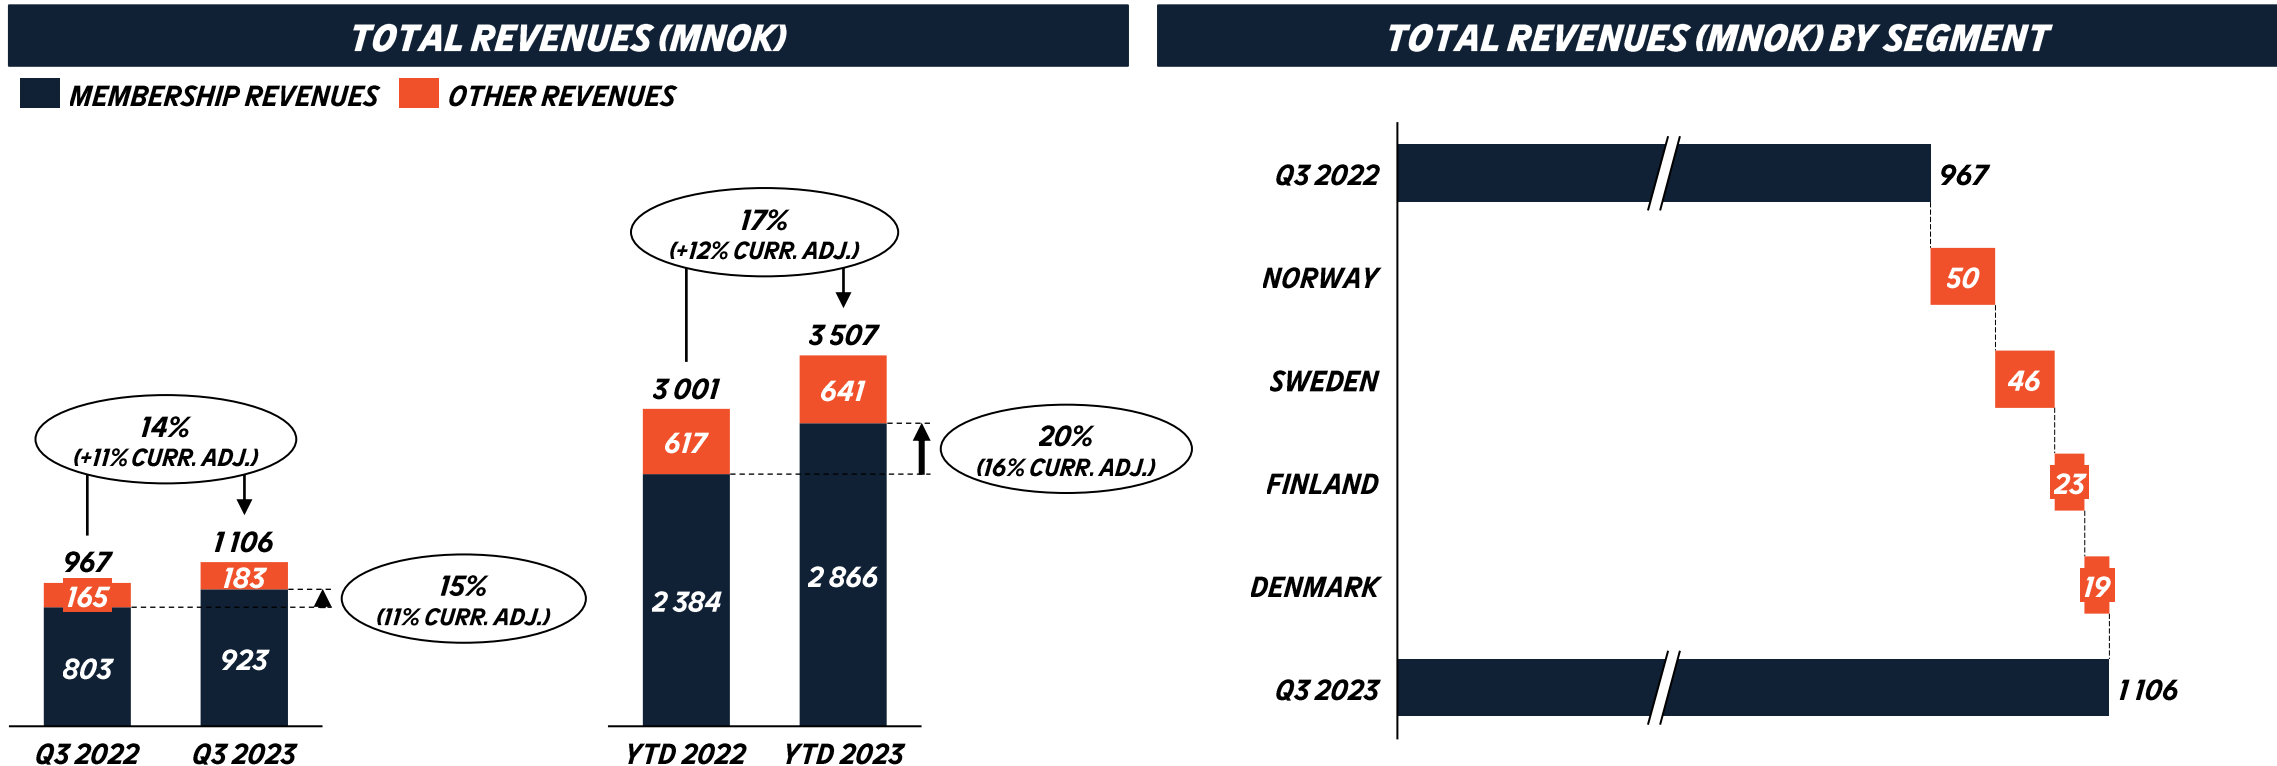 TOTAL REVENUES (MNOK)
MEMBERSHIP REVENUES
OTHER REVENUES
14%
(+11% CURR. ADJ.)
967
165
803
1 106
183
923
15%
(11% CURR. ADJ.)
Q3 2022
Q3 2023
17%
(+12% CURR. ADJ.)
3 001
617
2 384
3 507
641
2 866
20%
(16% CURR. ADJ.)
YTD 2022
YTD 2023
TOTAL REVENUES (MNOK) BY SEGMENT
Q3 2022
967
NORWAY
50
SWEDEN
46
FINLAND
23
DENMARK
19
Q3 2023
1 106